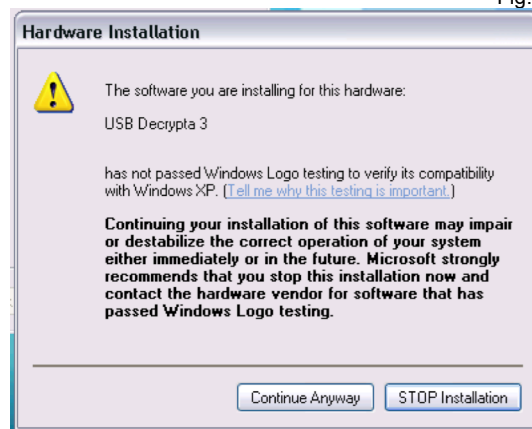 Fig.
Hardware Installation
The software you are installing for this hardware:
USB Decrypta 3
has not passed Windows Logo testing to verify its compatibility
with Windows XP. (Tell me why this testing is important.)
Continuing your installation of this software may impair
or destabilize the correct operation of your system
either immediately or in the future. Microsoft strongly
recommends that you stop this installation now and
contact the hardware vendor for software that has
passed Windows Logo testing.
Continue Anyway
STOP Installation